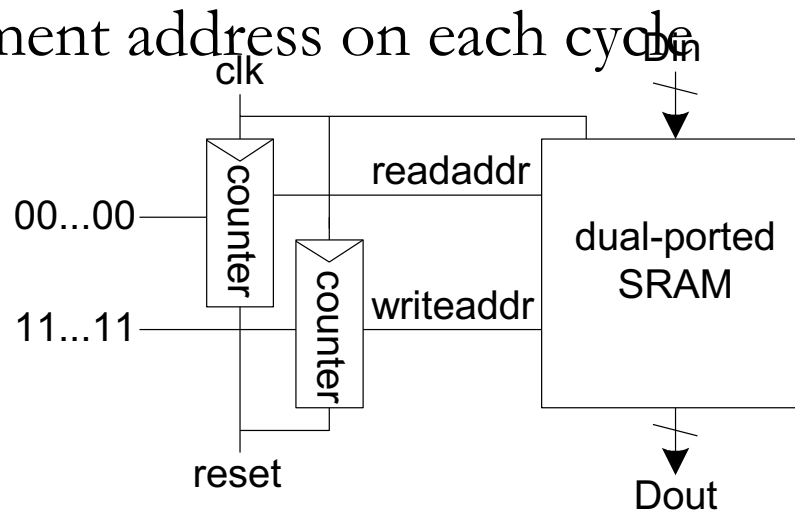 ment address on each cycle
Din
clk
readaddr
counter
00...00
dual-ported
SRAM
counter
writeaddr
11...11
reset
Dout